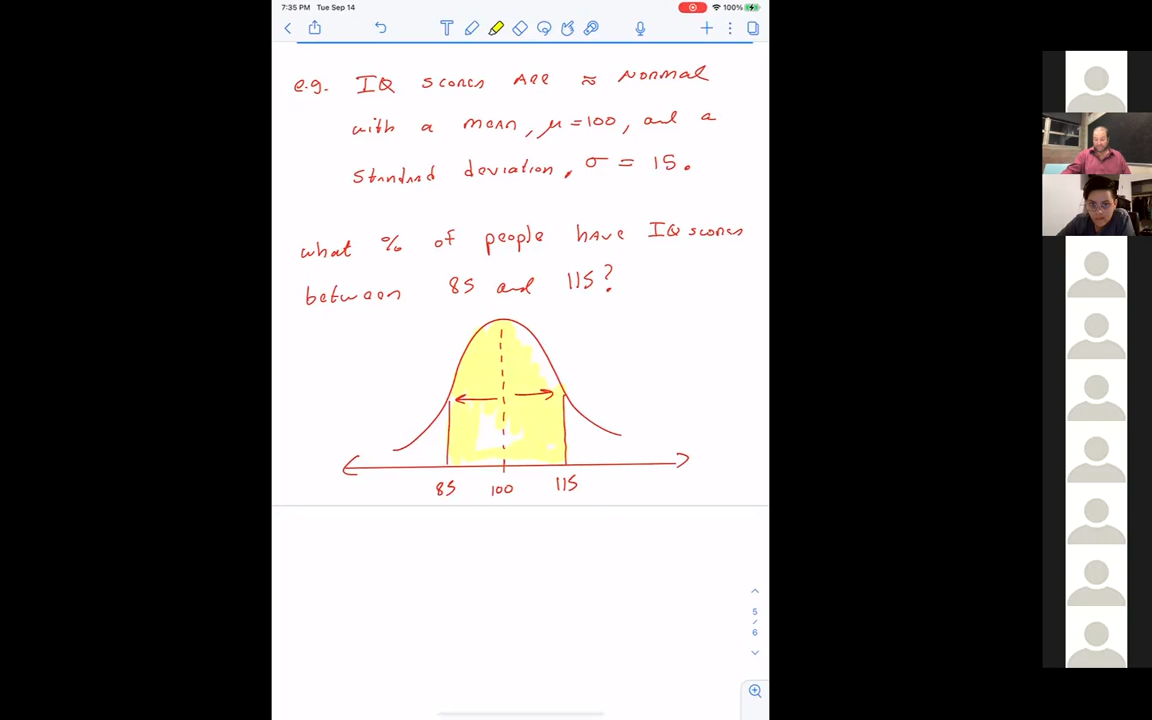 7:35 PM Tue Sep 14
100%
T
e.g. IQ scores ARE ≈ Normal
with a mean, μ = 100, and a
standard deviation, σ = 15.
what % of people have IQ scores
between 85 and 115?
85 100 115
5
/
6